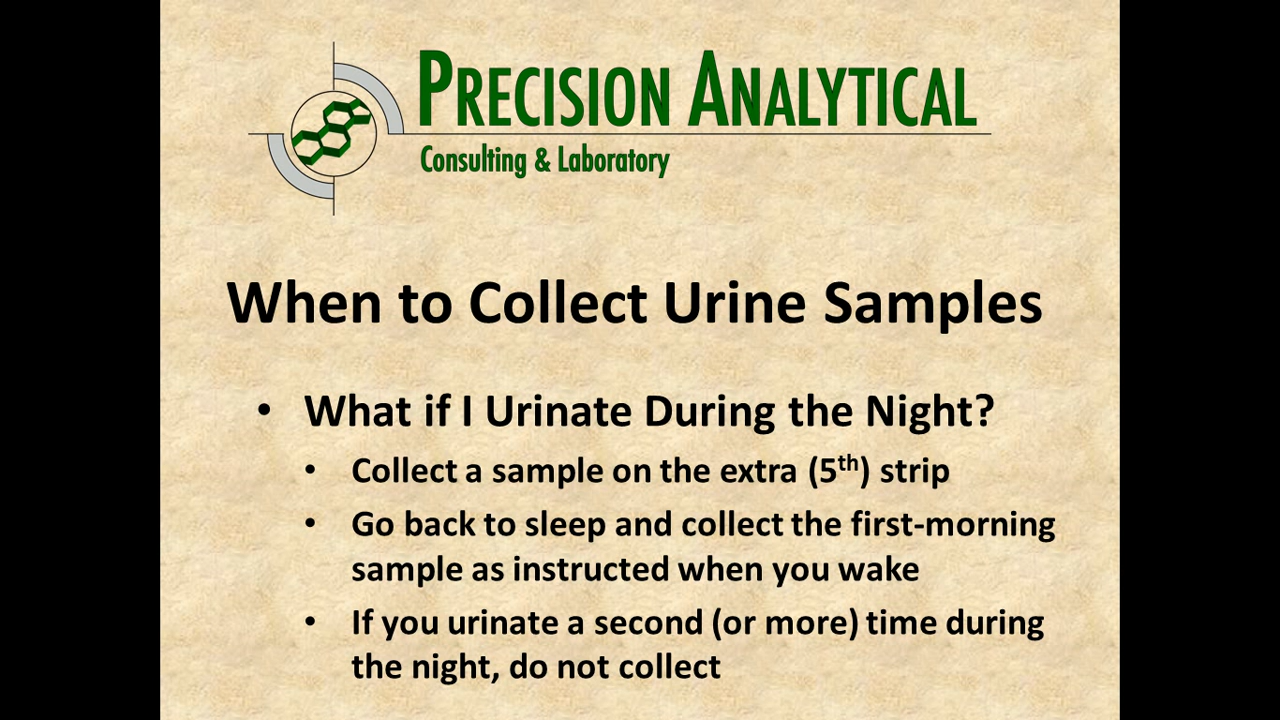 PRECISION ANALYTICAL
Consulting & Laboratory
When to Collect Urine Samples
• What if I Urinate During the Night?
• Collect a sample on the extra (5th) strip
• Go back to sleep and collect the first-morning
sample as instructed when you wake
• If you urinate a second (or more) time during
the night, do not collect